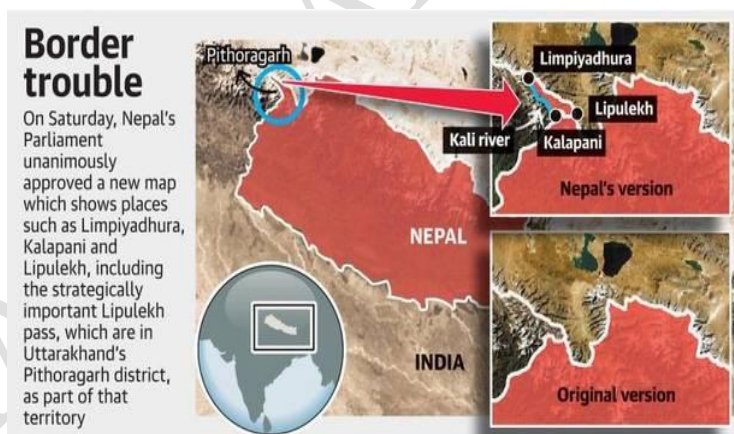 Border
trouble
On Saturday, Nepal's
Parliament
unanimously
approved a new map
which shows places
such as Limpiyadhura,
Kalapani and
Lipulekh, including
the strategically
important Lipulekh
pass, which are in
Uttarakhand's
Pithoragarh district,
as part of that
territory
Pithoragarh
NEPAL
INDIA
Limpiyadhura
Lipulekh
Kali river
Kalapani
Nepal's version
Original version